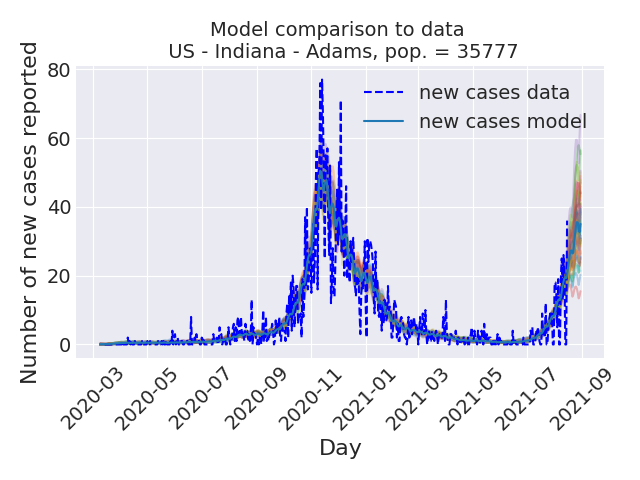 Model comparison to data
US - Indiana - Adams, pop. = 35777
Number of new cases reported
80
60
40
20
0
new cases data
new cases model
2020-03
2020-05
2020-07
2020-09
2020-11
2021-01
2021-03
2021-05
2021-07
2021-09
Day